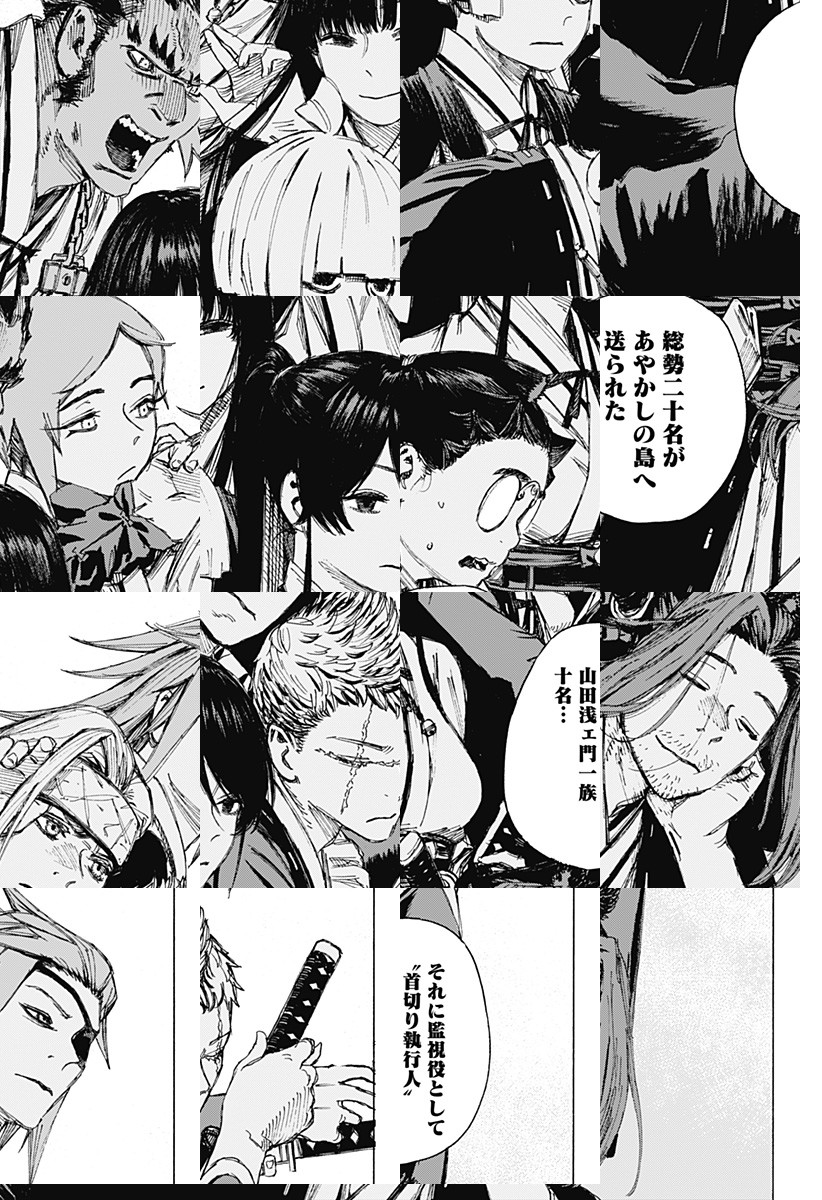 総勢二十名が
あやかしの島へ
送られた
山田浅ェ門一族
十名…
それに監視役として
〝首切り執行人〟